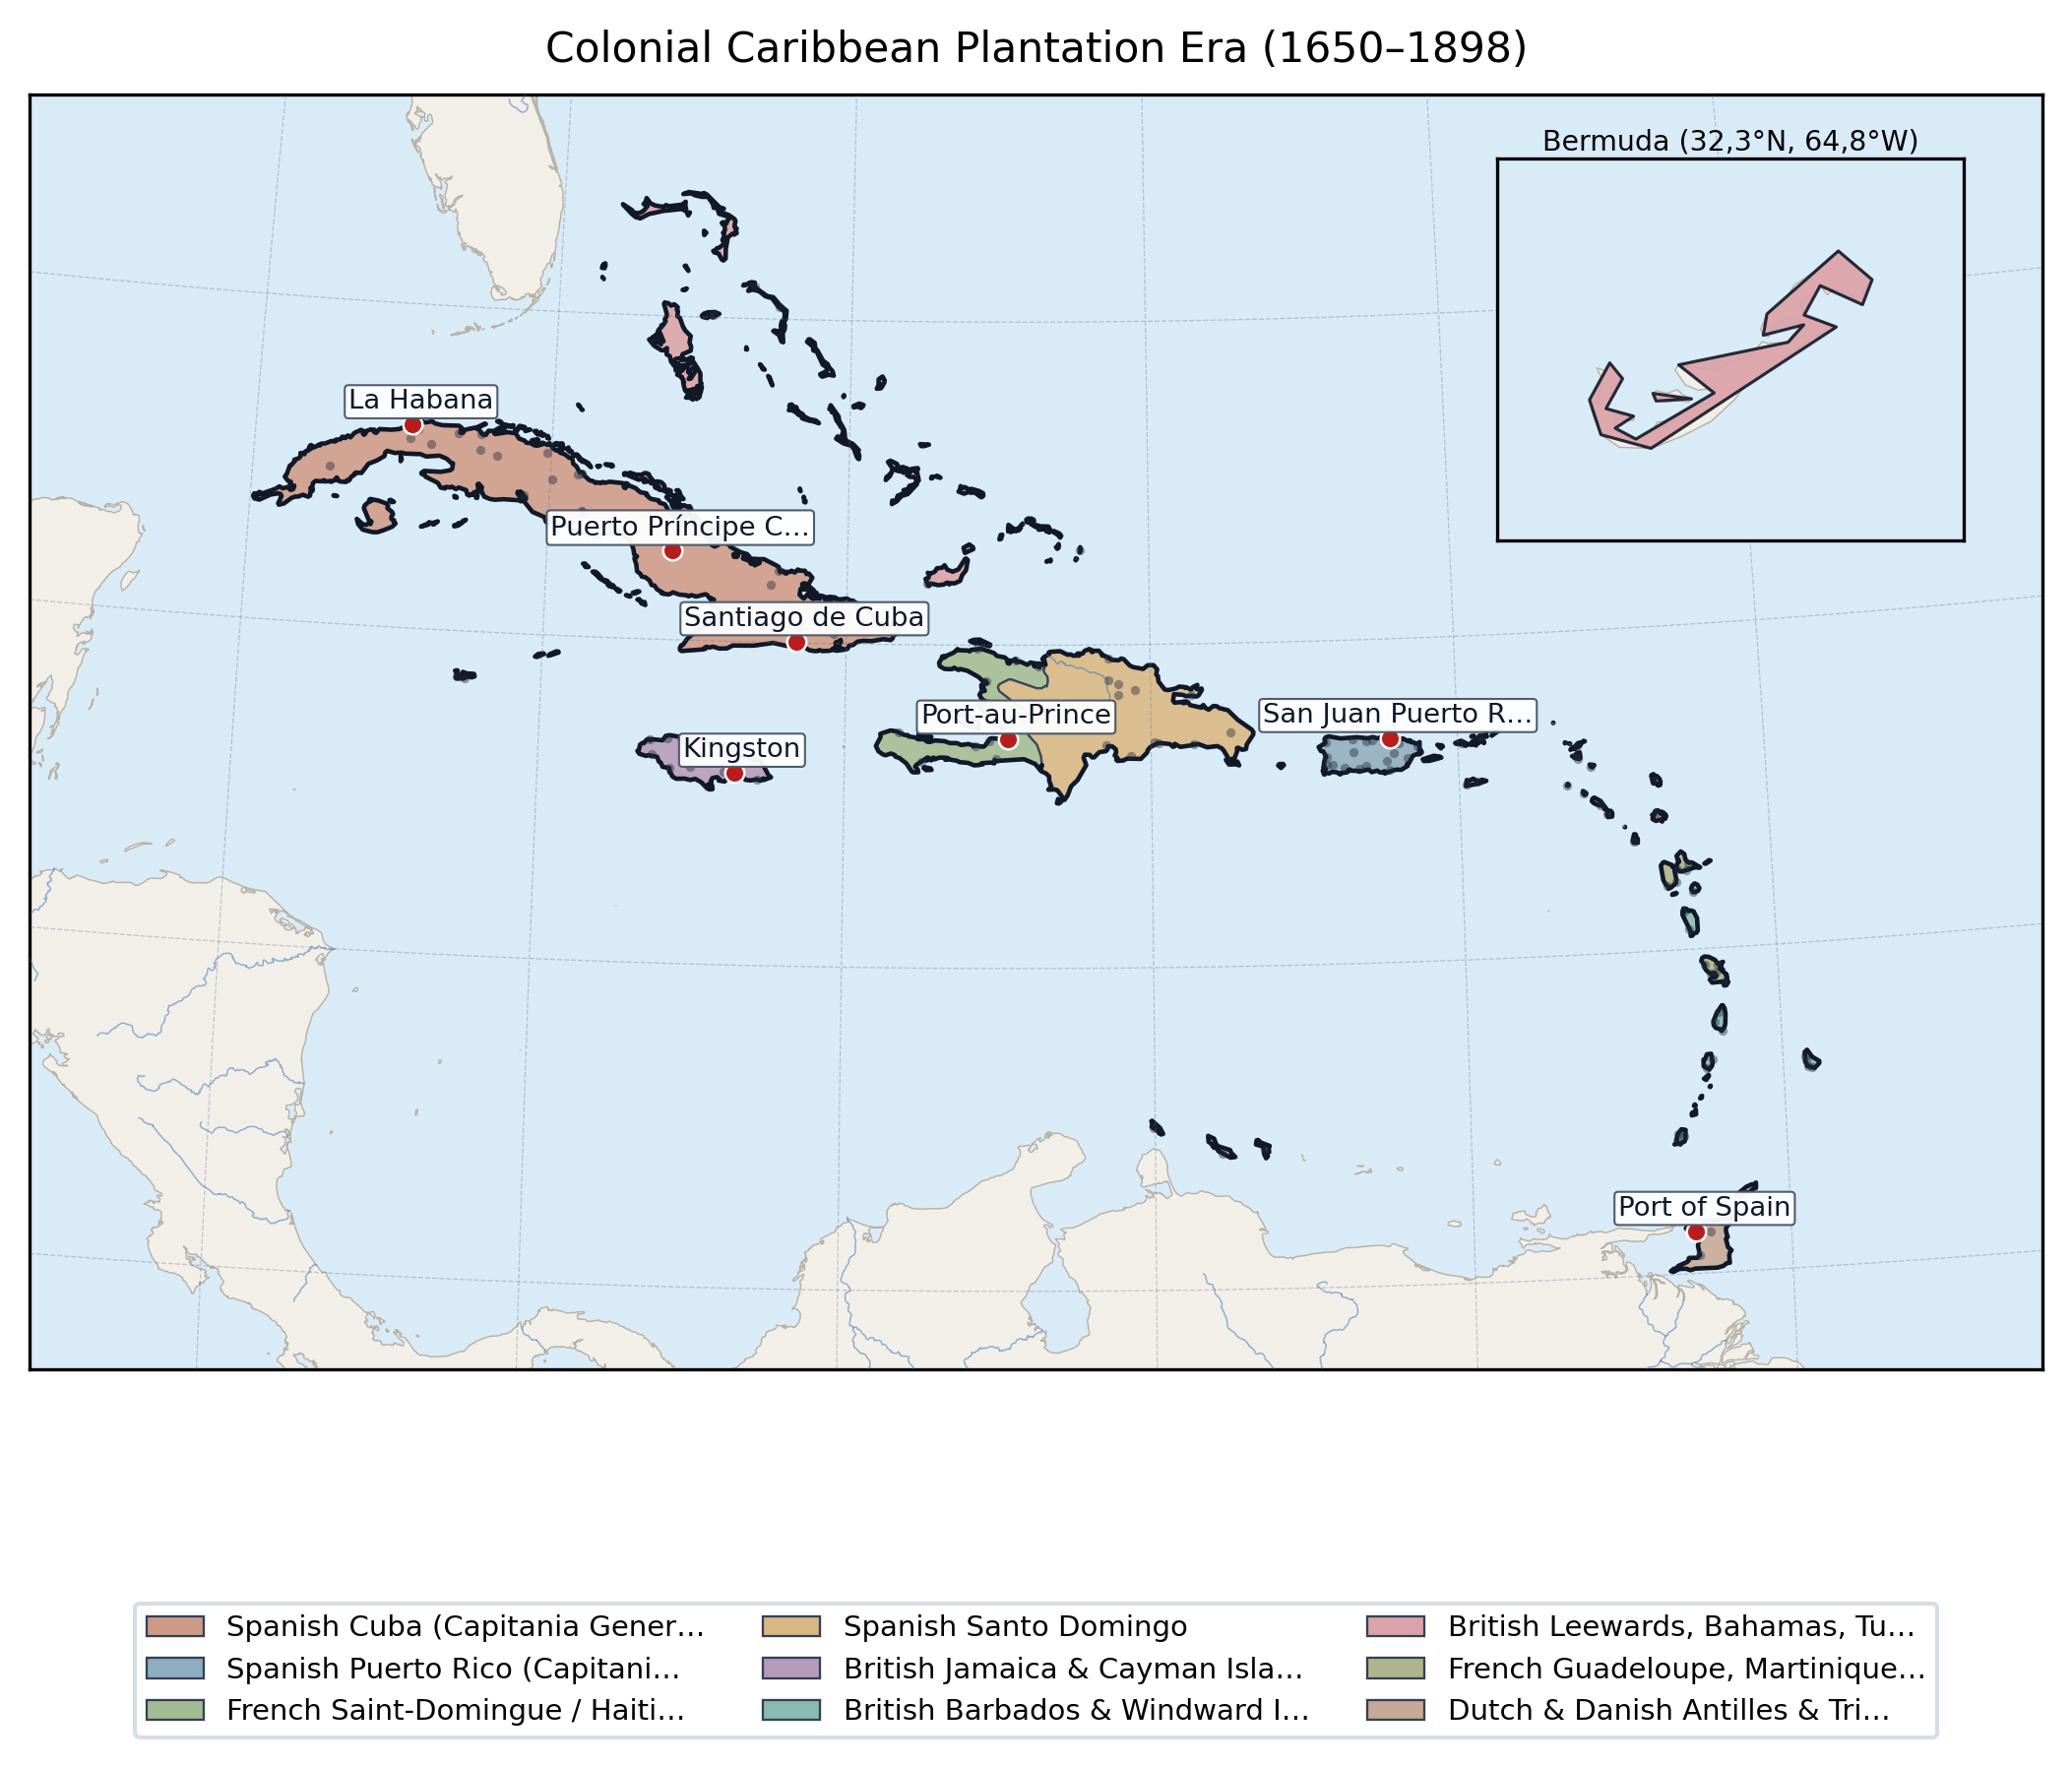 Colonial Caribbean Plantation Era (1650–1898)
Bermuda (32,3°N, 64,8°W)
La Habana
Puerto Príncipe C...
Santiago de Cuba
Port-au-Prince
San Juan Puerto R...
Kingston
Port of Spain
Spanish Cuba (Capitania Gener...
Spanish Puerto Rico (Capitani...
French Saint-Domingue / Haiti...
Spanish Santo Domingo
British Jamaica & Cayman Isla...
British Barbados & Windward I...
British Leewards, Bahamas, Tu...
French Guadeloupe, Martinique...
Dutch & Danish Antilles & Tri...